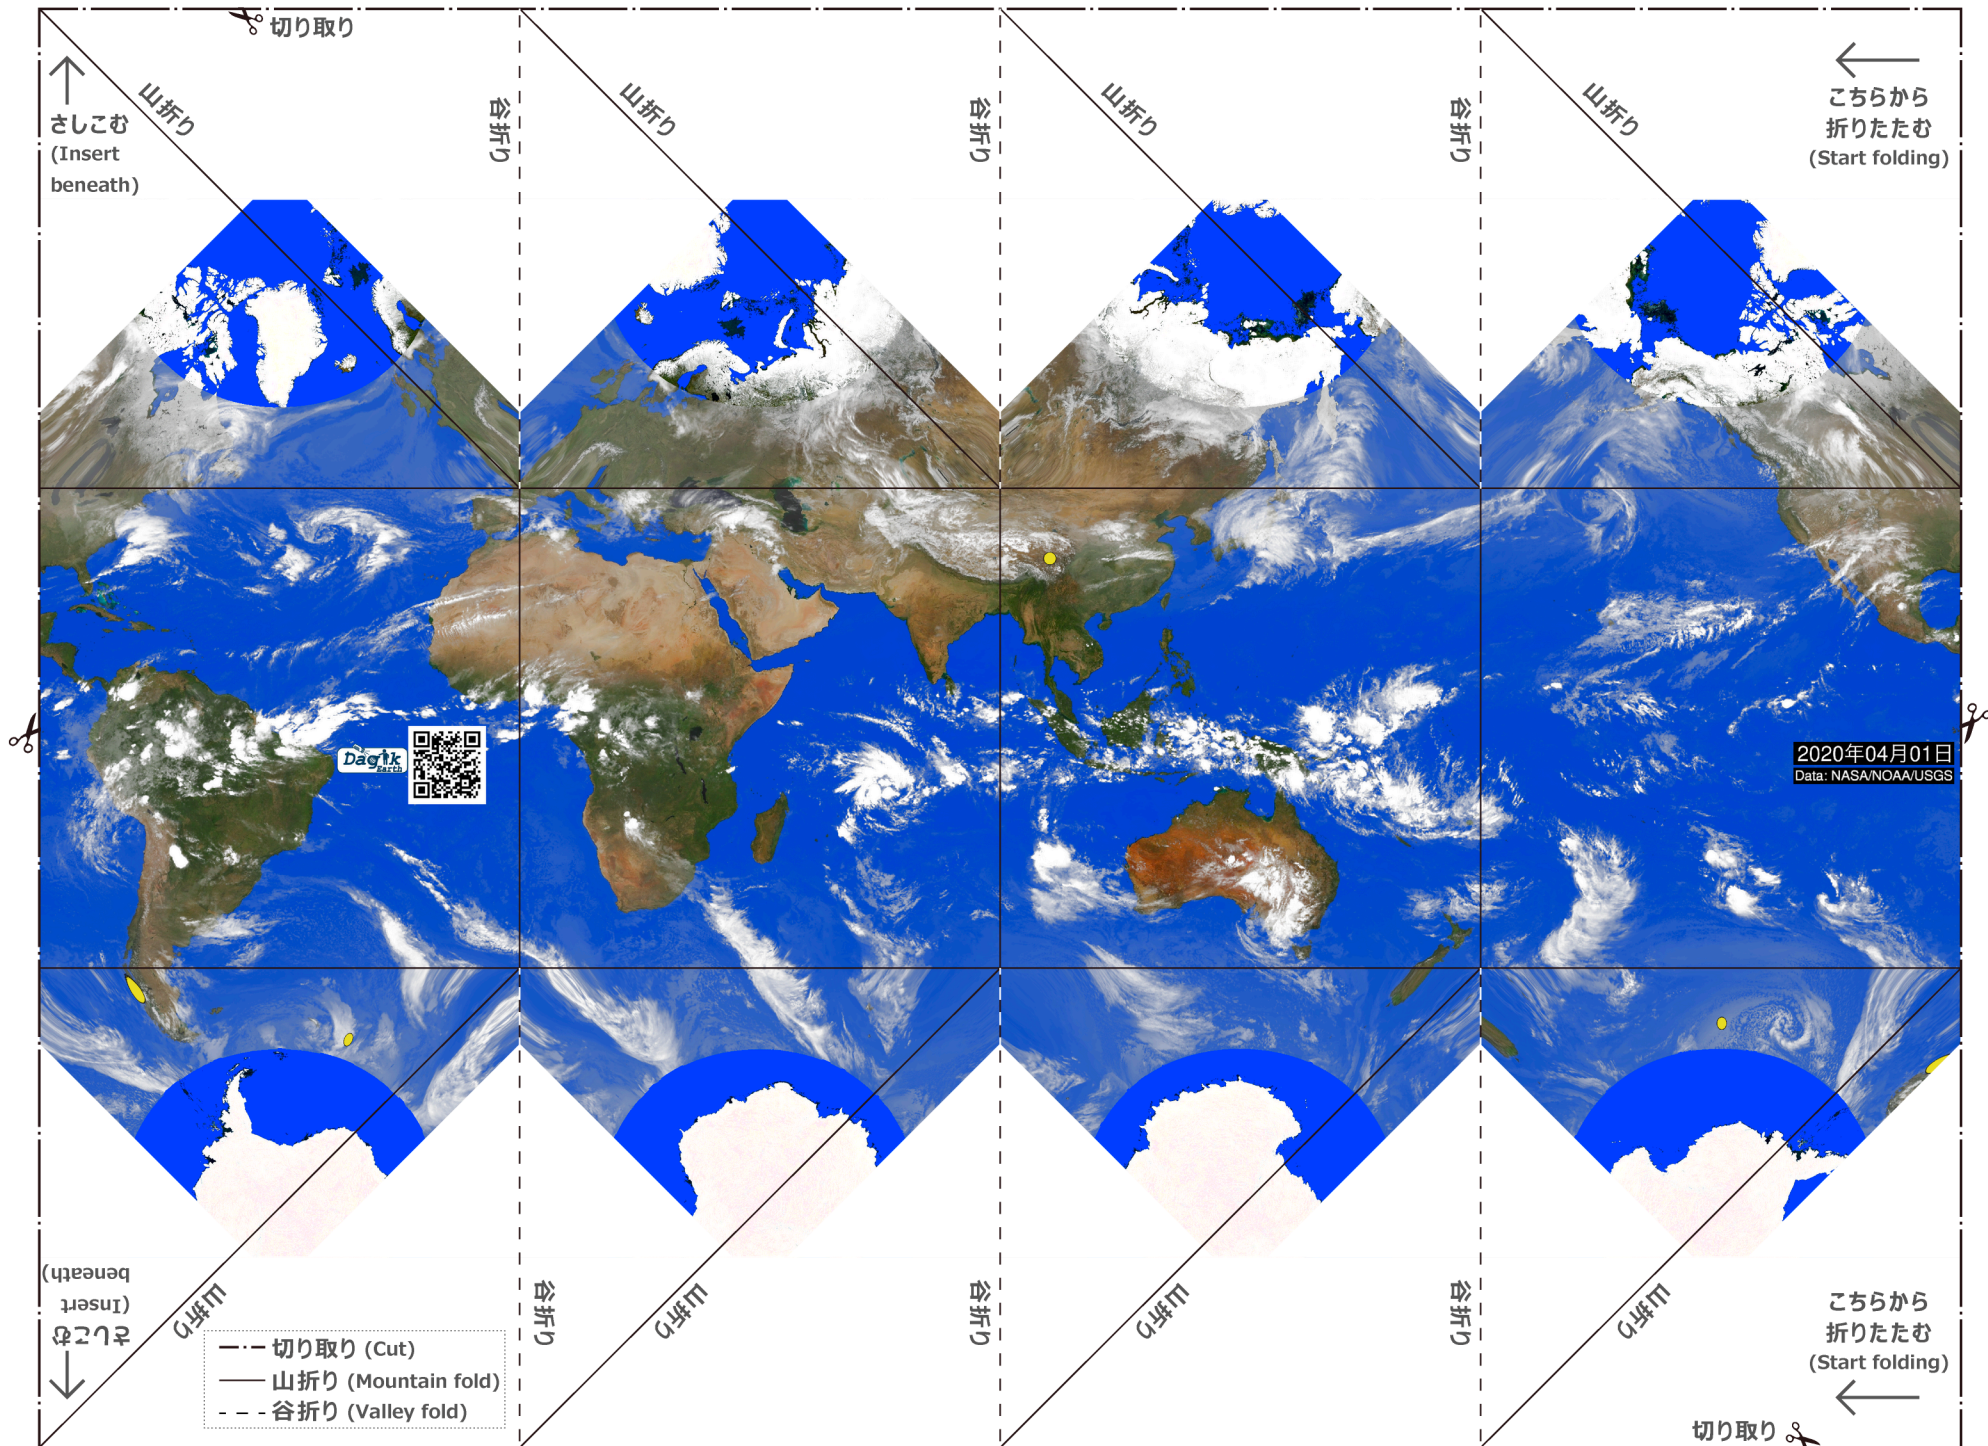 切り取り
さしこむ
(Insert
beneath)
山折り
谷折り
山折り
谷折り
山折り
谷折り
山折り
こちらから
折りたたむ
(Start folding)
Dagik
Earth
2020年04月01日
Data: NASA/NOAA/USGS
さしこむ
(Insert
beneath)
山折り
谷折り
山折り
谷折り
山折り
谷折り
山折り
こちらから
折りたたむ
(Start folding)
切り取り (Cut)
山折り (Mountain fold)
谷折り (Valley fold)
切り取り